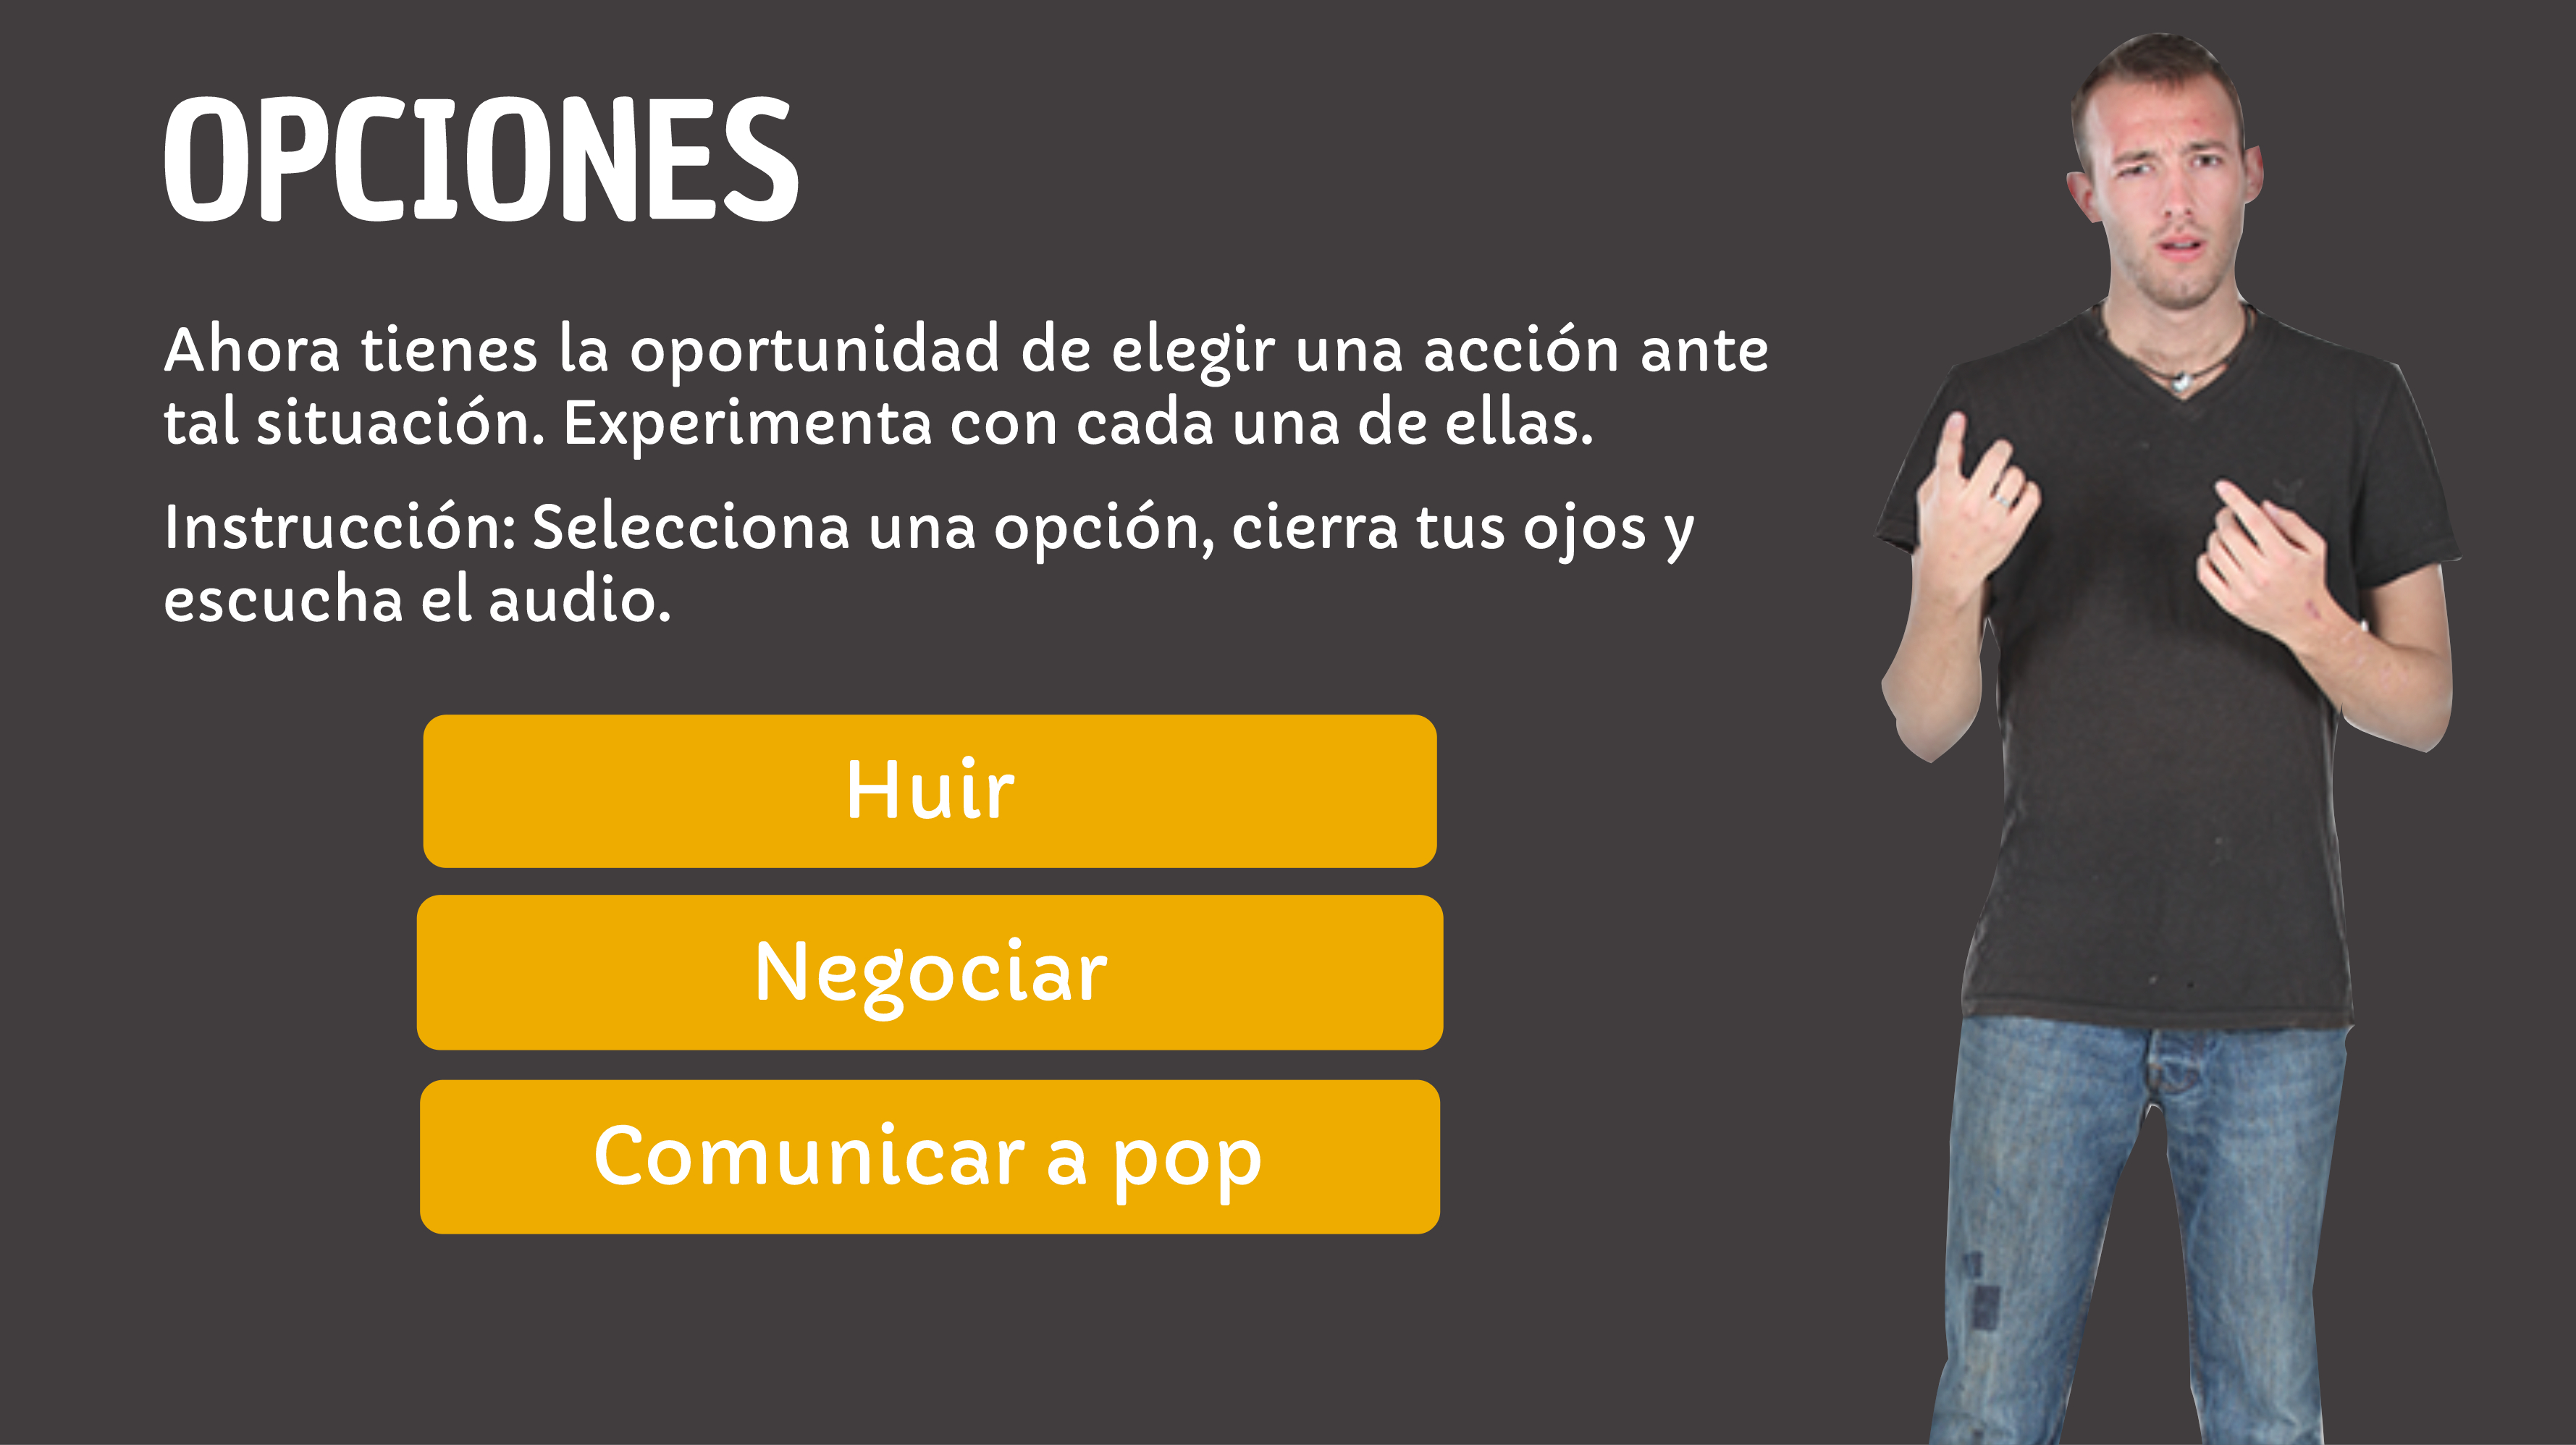 OPCIONES
Ahora tienes la oportunidad de elegir una acción ante
tal situación. Experimenta con cada una de ellas.
Instrucción: Selecciona una opción, cierra tus ojos y
escucha el audio.
Huir
Negociar
Comunicar a pop